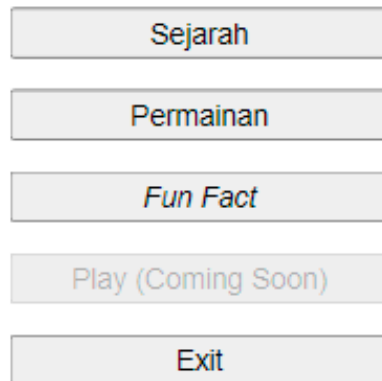 Sejarah
Permainan
Fun Fact
Play (Coming Soon)
Exit